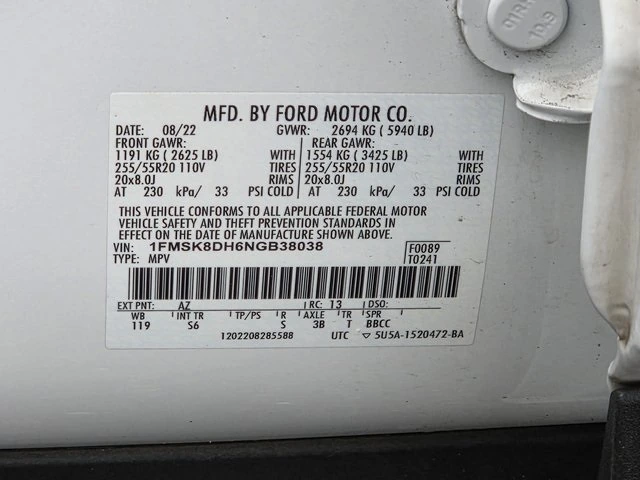 01R
10.9
MFD. BY FORD MOTOR CO.
DATE: 08/22 GVWR: 2694 KG ( 5940 LB)
FRONT GAWR: REAR GAWR:
1191 KG ( 2625 LB) WITH 1554 KG ( 3425 LB) WITH
255/55R20 110V TIRES 255/55R20 110V TIRES
20x8.0J RIMS 20x8.0J RIMS
AT 230 kPa/ 33 PSI COLD AT 230 kPa/ 33 PSI COLD
THIS VEHICLE CONFORMS TO ALL APPLICABLE FEDERAL MOTOR
VEHICLE SAFETY AND THEFT PREVENTION STANDARDS IN
EFFECT ON THE DATE OF MANUFACTURE SHOWN ABOVE.
VIN: 1FMSK8DH6NGB38038 F0089
TYPE: MPV T0241
EXT PNT: AZ RC: 13 DSO:
WB INT TR TP/PS R AXLE TR SPR
119 S6 S 3B T BBCC
1202208285588 UTC 5U5A-1520472-BA